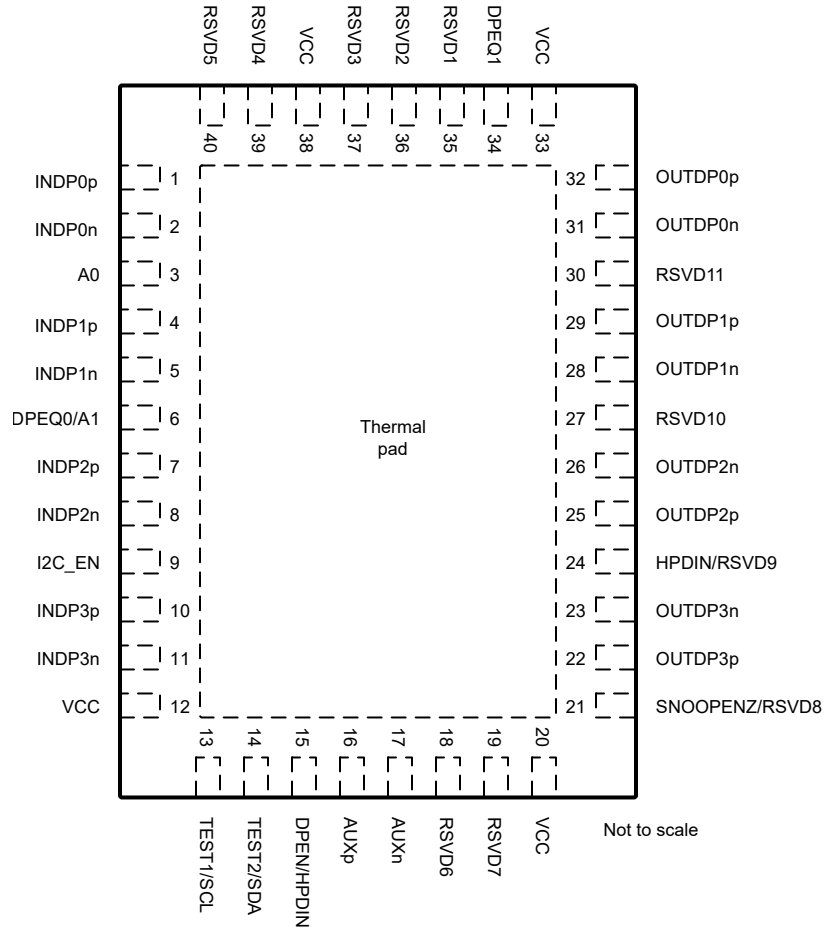 RSVD5
RSVD4
VCC
RSVD3
RSVD2
RSVD1
DPEQ1
VCC
40
39
38
37
36
35
34
33
INDP0p 1
32 OUTDP0p
INDP0n 2
31 OUTDP0n
A0 3
30 RSVD11
INDP1p 4
29 OUTDP1p
INDP1n 5
28 OUTDP1n
DPEQ0/A1 6
27 RSVD10
Thermal
pad
INDP2p 7
26 OUTDP2n
INDP2n 8
25 OUTDP2p
I2C_EN 9
24 HPDIN/RSVD9
INDP3p 10
23 OUTDP3n
INDP3n 11
22 OUTDP3p
VCC 12
21 SNOOPENZ/RSVD8
13
14
15
16
17
18
19
20
TEST1/SCL
TEST2/SDA
DPEN/HPDIN
AUXp
AUXn
RSVD6
RSVD7
VCC
Not to scale